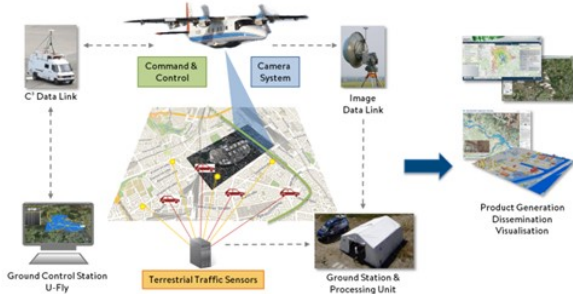 Command &
Control
Camera
System
C² Data Link
Image
Data Link
Product Generation
Dissemination
Visualisation
Ground Control Station
U-Fly
Terrestrial Traffic Sensors
Ground Station &
Processing Unit